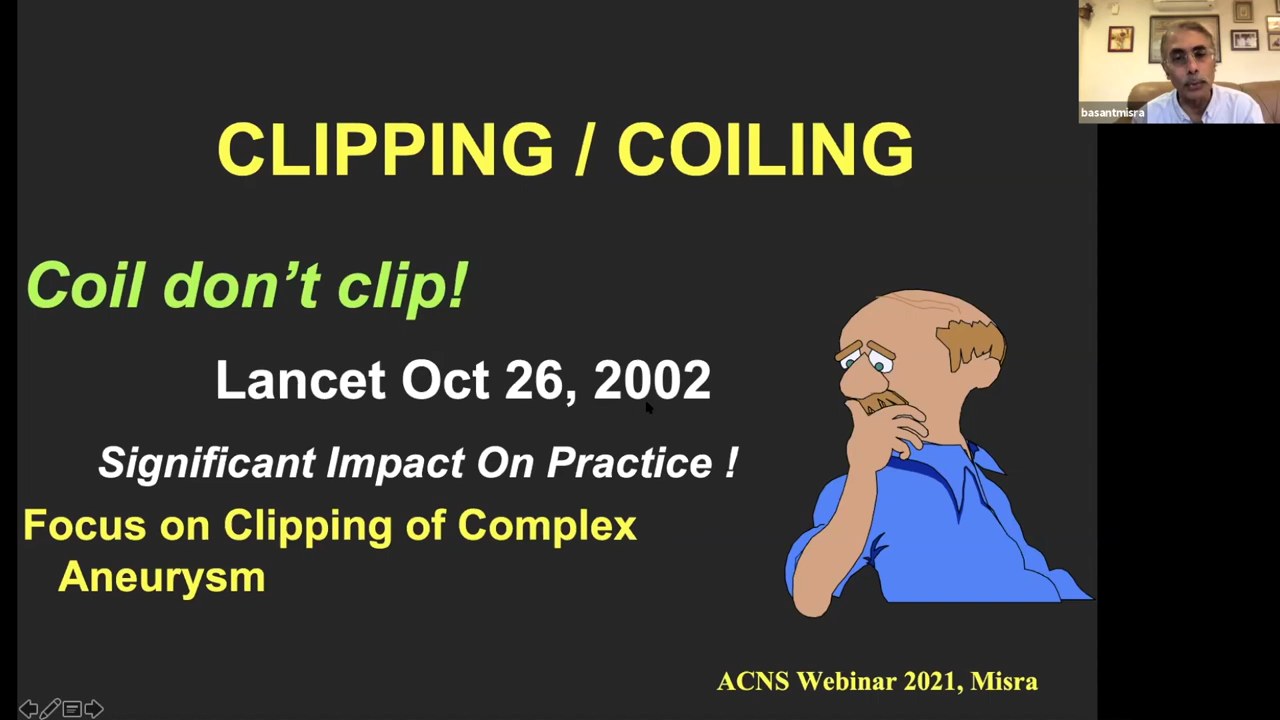 basantmisra
CLIPPING / COILING
Coil don’t clip!
Lancet Oct 26, 2002
Significant Impact On Practice !
Focus on Clipping of Complex
Aneurysm
ACNS Webinar 2021, Misra